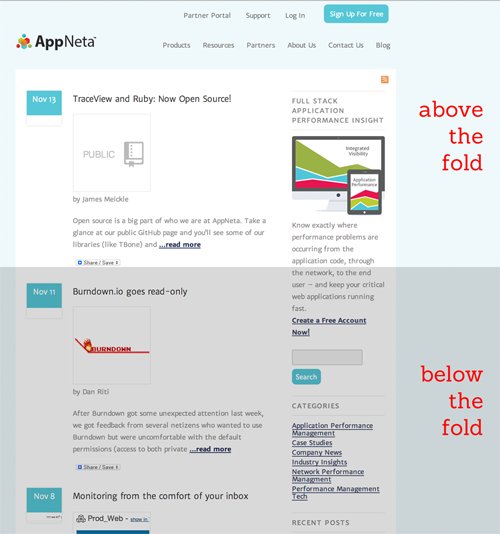 Partner Portal Support Log In Sign Up For Free
AppNeta
Products Resources Partners About Us Contact Us Blog
Nov 13
TraceView and Ruby: Now Open Source!
PUBLIC
by James Meickle
Open source is a big part of who we are at AppNeta. Take a
glance at our public GitHub page and you'll see some of our
libraries (like TBone) and ...read more
Share / Save
FULL STACK
APPLICATION
PERFORMANCE INSIGHT
Integrated
Visibility
Application
Performance
Know exactly where
performance problems are
occurring from the
application code, through
the network, to the end
user – and keep your critical
web applications running
fast.
Create a Free Account
Now!
above
the
fold
Nov 11
Burndown.io goes read-only
BURNDOWN
by Dan Riti
After Burndown got some unexpected attention last week,
we got feedback from several netizens who wanted to use
Burndown but were uncomfortable with the default
permissions (access to both private ...read more
Share / Save
Search
CATEGORIES
Application Performance
Management
Case Studies
Company News
Industry Insights
Network Performance
Managment
Performance Management
Tech
RECENT POSTS
below
the
fold
Nov 8
Monitoring from the comfort of your inbox
Prod_Web - show in